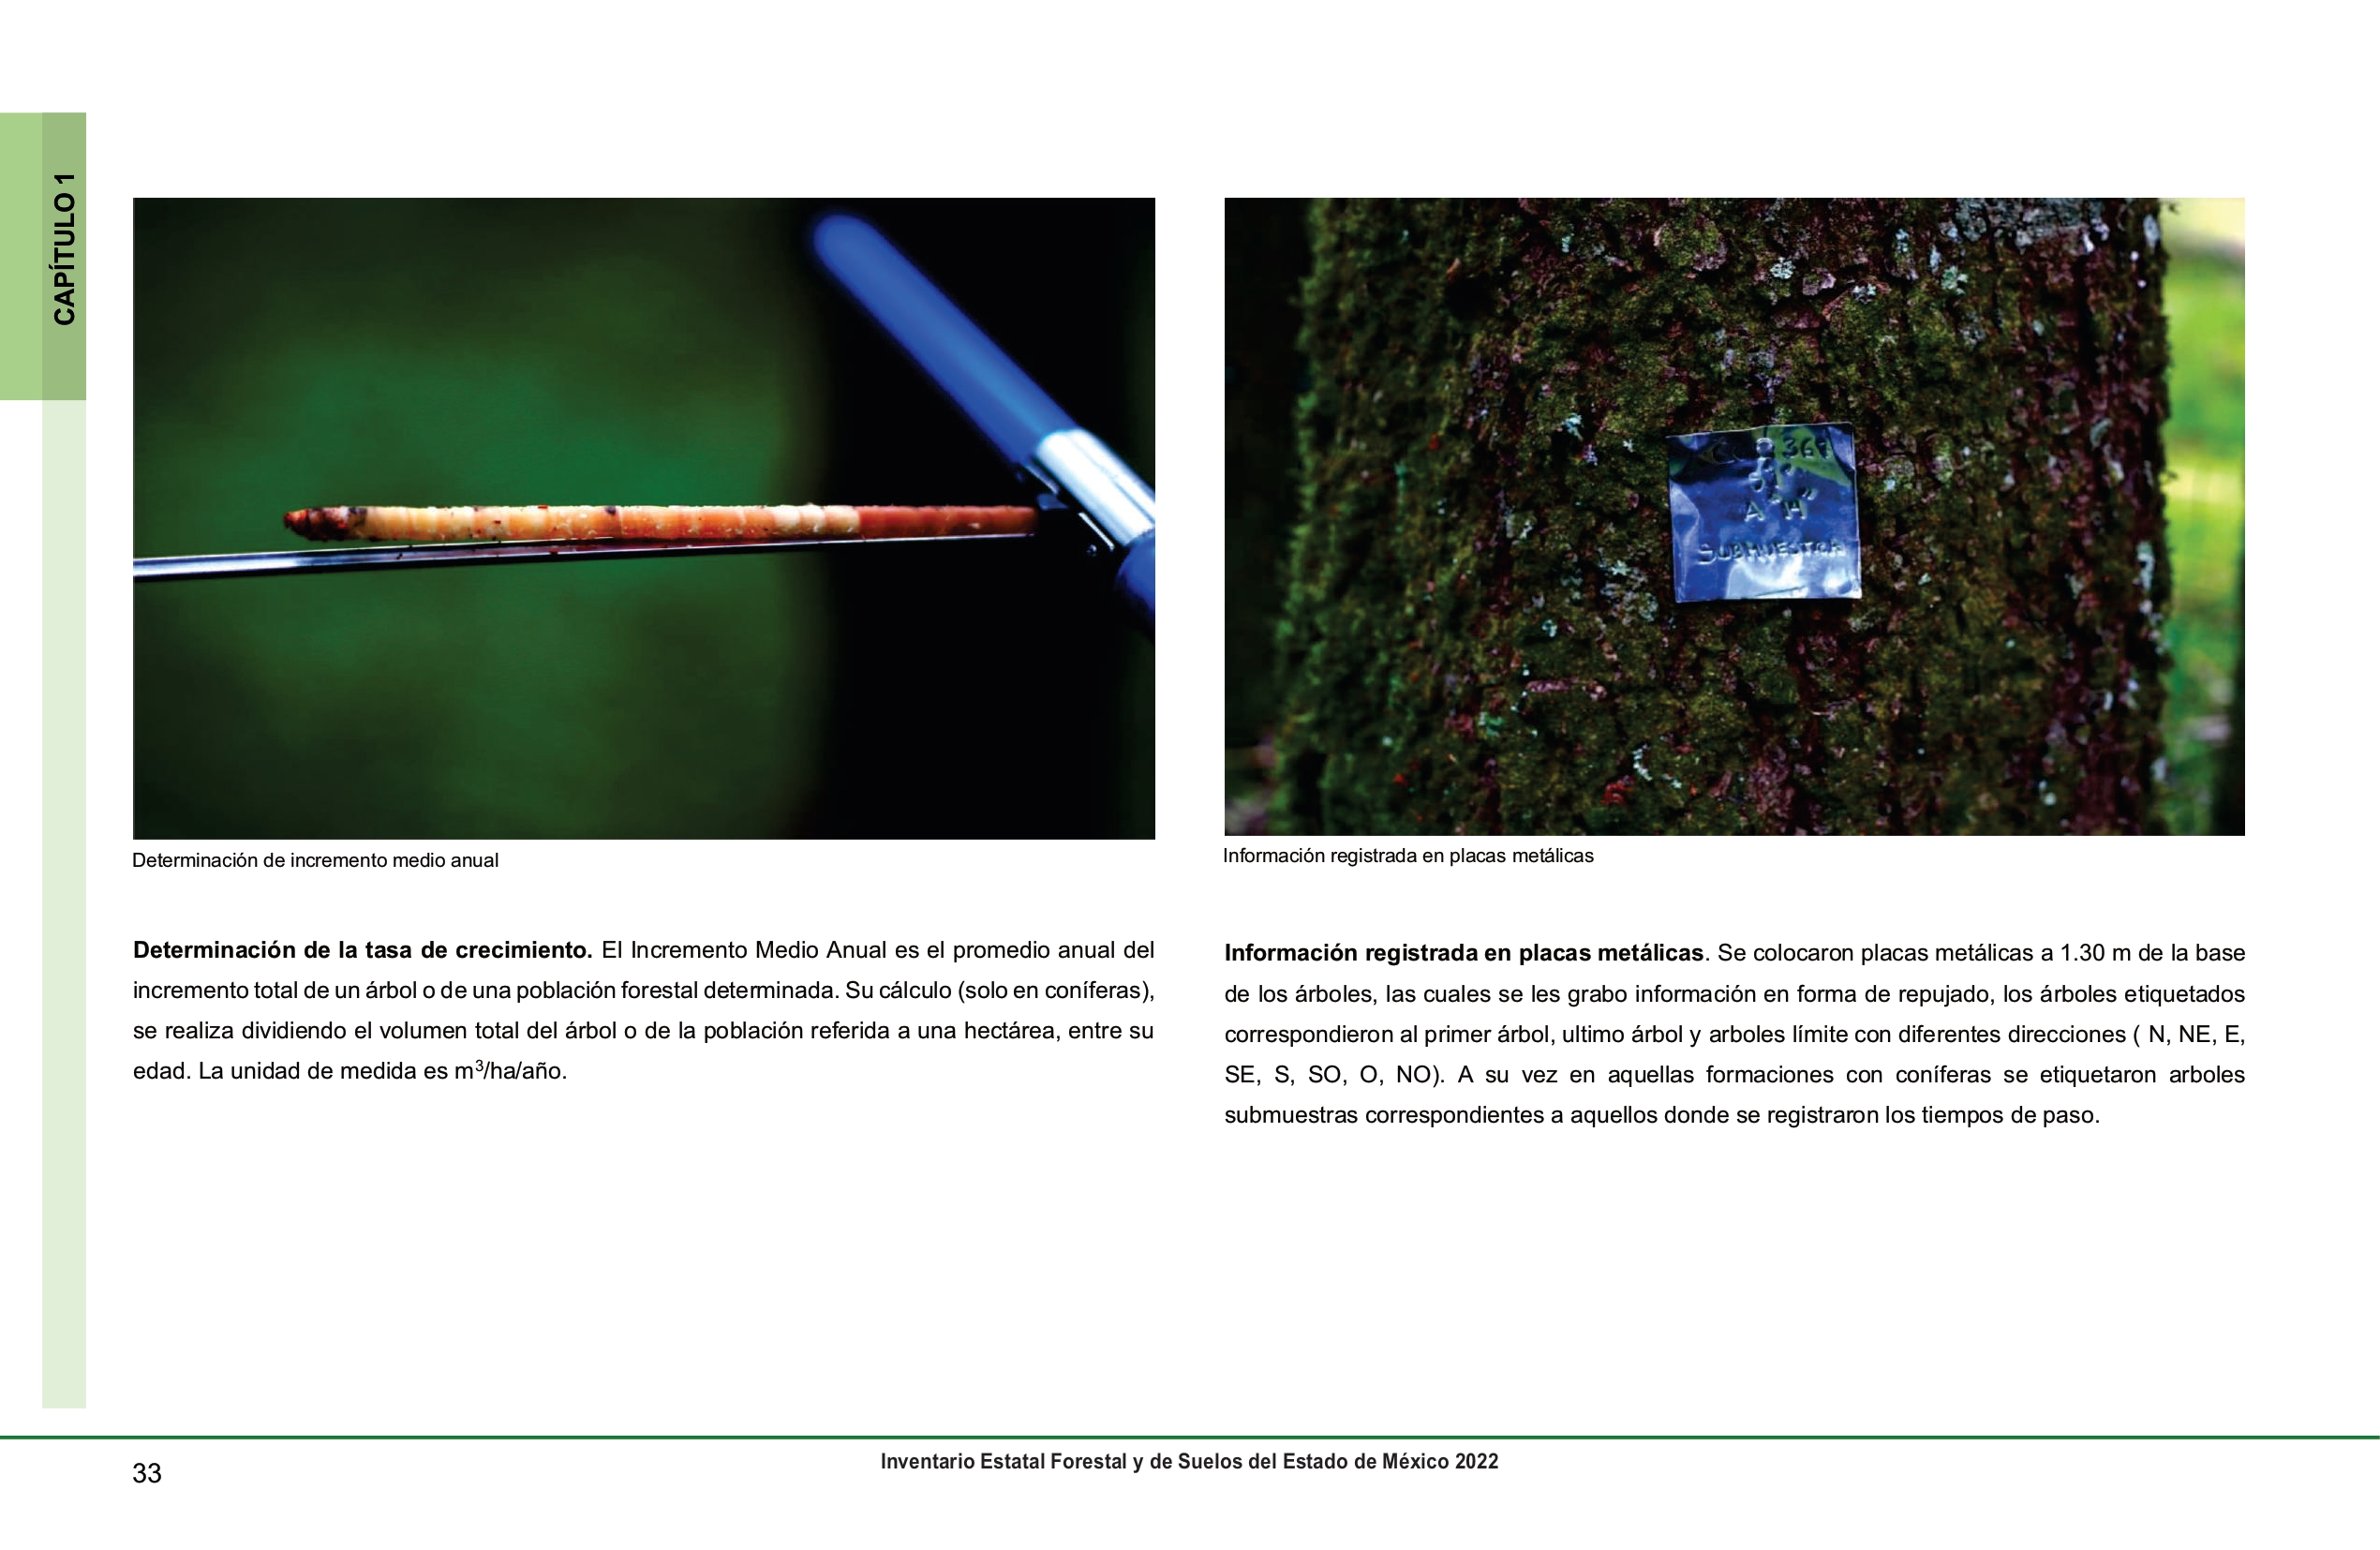 CAPÍTULO 1
Determinación de incremento medio anual
Determinación de la tasa de crecimiento. El Incremento Medio Anual es el promedio anual del
incremento total de un árbol o de una población forestal determinada. Su cálculo (solo en coníferas),
se realiza dividiendo el volumen total del árbol o de la población referida a una hectárea, entre su
edad. La unidad de medida es m³/ha/año.
SUBMUESTRA
Información registrada en placas metálicas
Información registrada en placas metálicas. Se colocaron placas metálicas a 1.30 m de la base
de los árboles, las cuales se les grabo información en forma de repujado, los árboles etiquetados
correspondieron al primer árbol, ultimo árbol y arboles límite con diferentes direcciones ( N, NE, E,
SE, S, SO, O, NO). A su vez en aquellas formaciones con coníferas se etiquetaron arboles
submuestras correspondientes a aquellos donde se registraron los tiempos de paso.
33
Inventario Estatal Forestal y de Suelos del Estado de México 2022